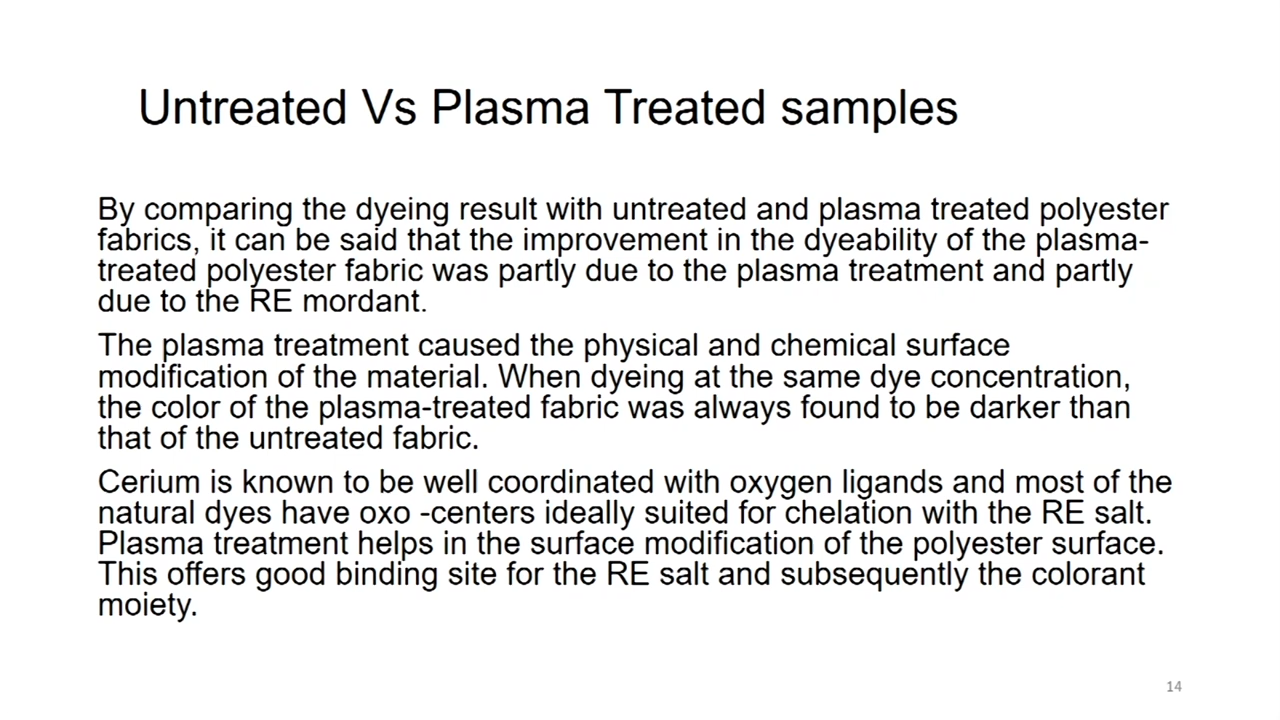 Untreated Vs Plasma Treated samples
By comparing the dyeing result with untreated and plasma treated polyester
fabrics, it can be said that the improvement in the dyeability of the plasma-
treated polyester fabric was partly due to the plasma treatment and partly
due to the RE mordant.
The plasma treatment caused the physical and chemical surface
modification of the material. When dyeing at the same dye concentration,
the color of the plasma-treated fabric was always found to be darker than
that of the untreated fabric.
Cerium is known to be well coordinated with oxygen ligands and most of the
natural dyes have oxo -centers ideally suited for chelation with the RE salt.
Plasma treatment helps in the surface modification of the polyester surface.
This offers good binding site for the RE salt and subsequently the colorant
moiety.
14